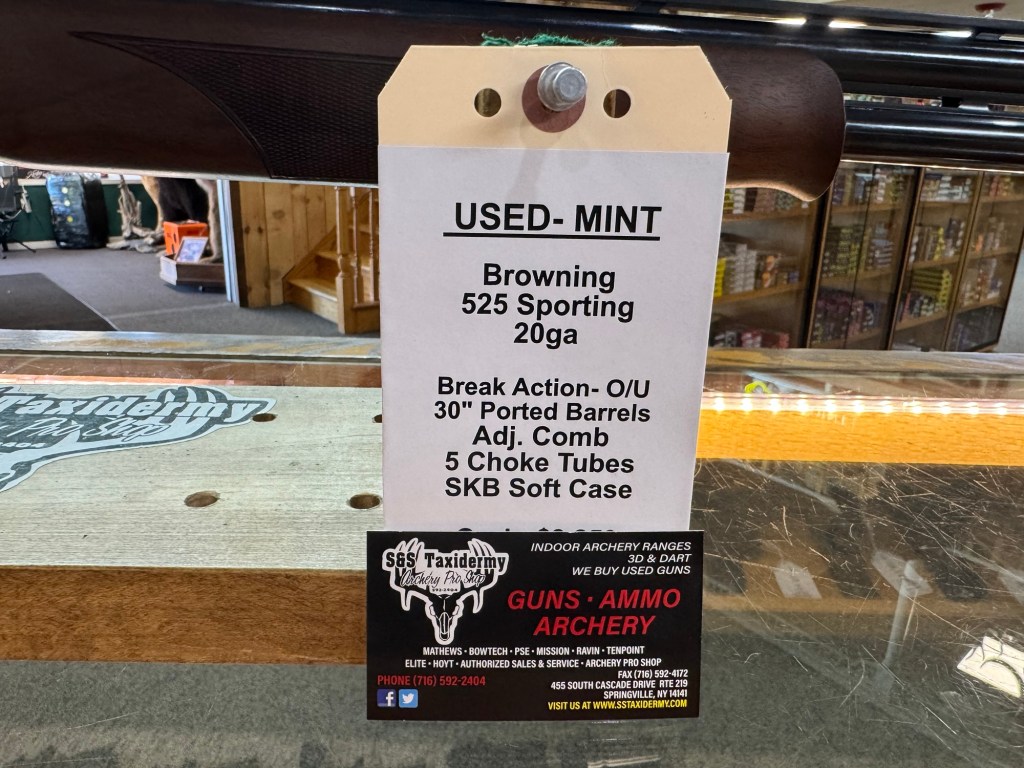 USED- MINT
Browning
525 Sporting
20ga
Break Action- O/U
30" Ported Barrels
Adj. Comb
5 Choke Tubes
SKB Soft Case
Taxidermy
S&S Taxidermy
Archery Pro Shop
592-2404
INDOOR ARCHERY RANGES
3D & DART
WE BUY USED GUNS
GUNS · AMMO
ARCHERY
MATHEWS · BOWTECH · PSE · MISSION · RAVIN · TENPOINT
ELITE · HOYT · AUTHORIZED SALES & SERVICE · ARCHERY PRO SHOP
PHONE (716) 592-2404
FAX (716) 592-4172
455 SOUTH CASCADE DRIVE RTE 219
SPRINGVILLE, NY 14141
VISIT US AT WWW.SSTAXIDERMY.COM